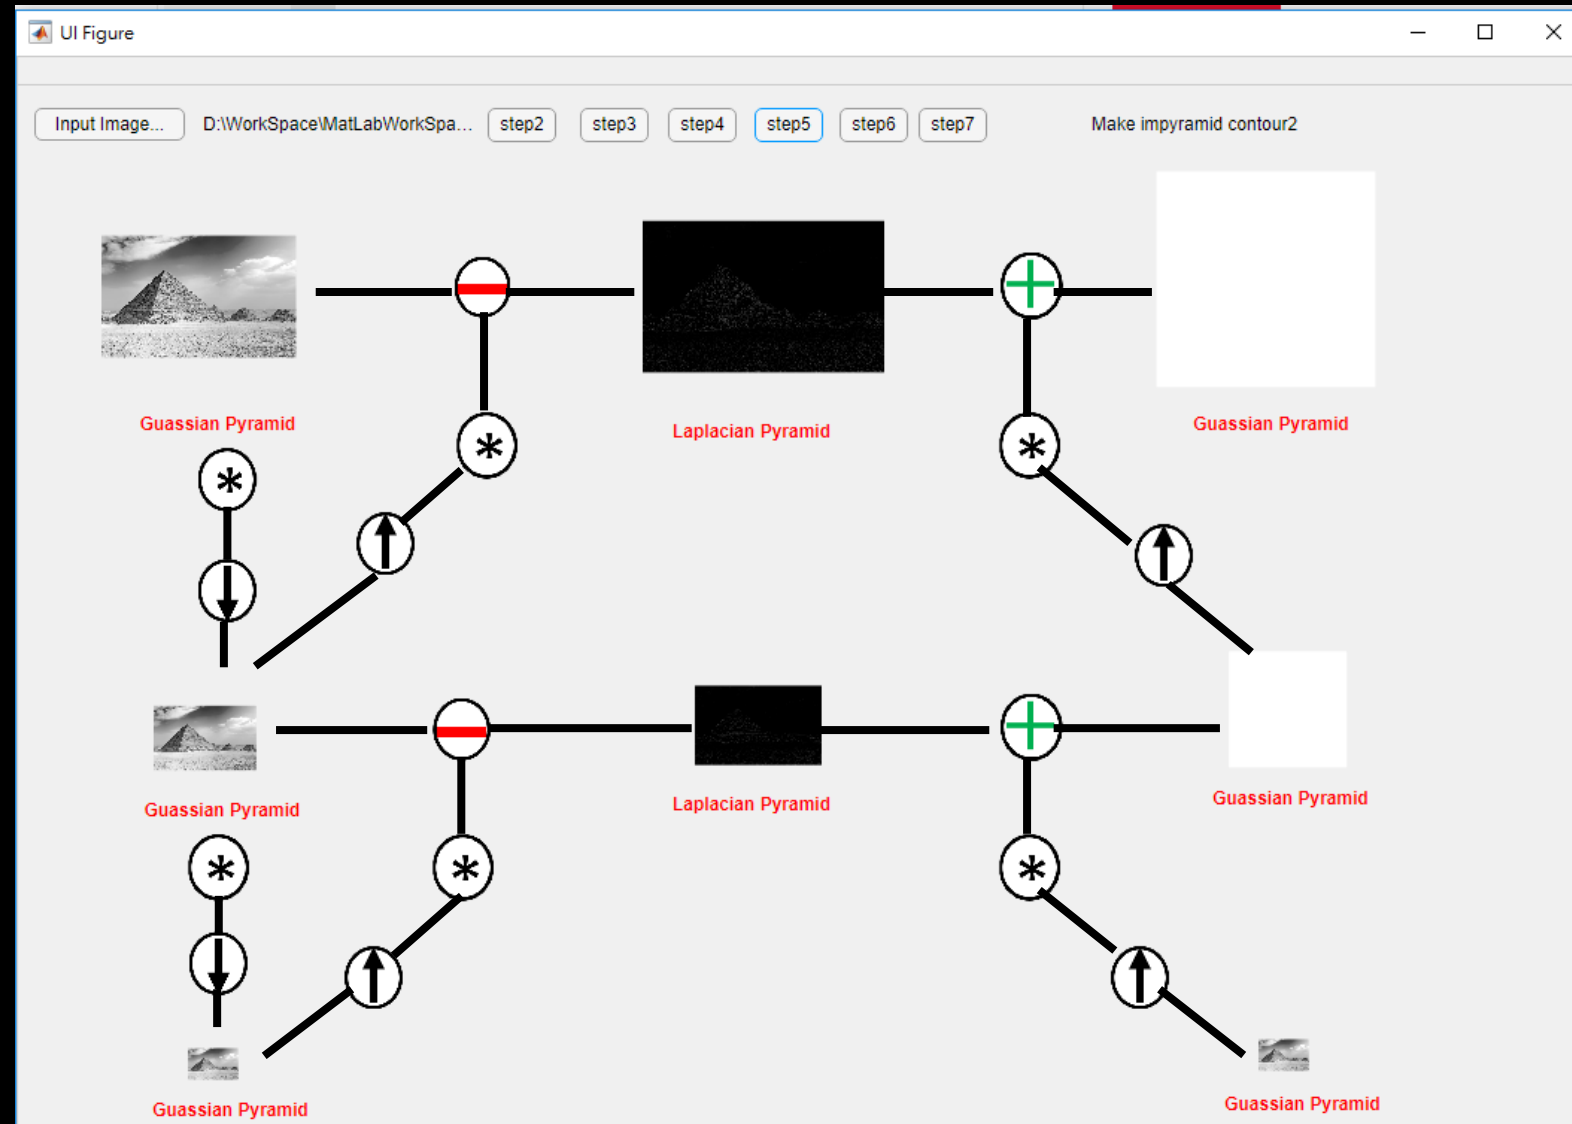 UI Figure
Input Image... D:\WorkSpace\MatLabWorkSpa... step2 step3 step4 step5 step6 step7 Make impyramid contour2
Guassian Pyramid
Laplacian Pyramid
Guassian Pyramid
*
*
*
Guassian Pyramid
Laplacian Pyramid
Guassian Pyramid
*
*
*
Guassian Pyramid
Guassian Pyramid